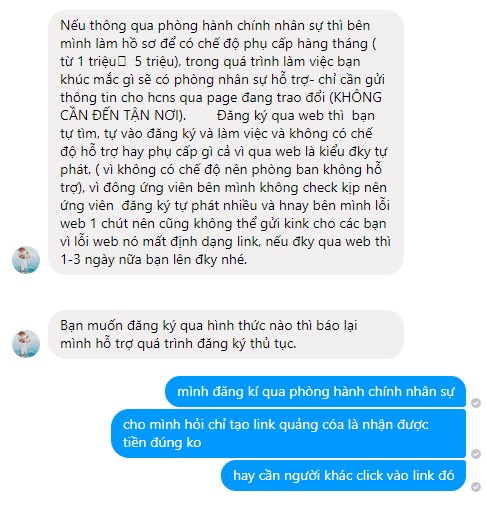 Nếu thông qua phòng hành chính nhân sự thì bên
mình làm hồ sơ để có chế độ phụ cấp hàng tháng (
từ 1 triệu▯ 5 triệu), trong quá trình làm việc bạn
khúc mắc gì sẽ có phòng nhân sự hỗ trợ- chỉ cần gửi
thông tin cho hcns qua page đang trao đổi (KHÔNG
CẦN ĐẾN TẬN NƠI). Đăng ký qua web thì bạn
tự tìm, tự vào đăng ký và làm việc và không có chế
độ hỗ trợ hay phụ cấp gì cả vì qua web là kiểu đky tự
phát. ( vì không có chế độ nên phòng ban không hỗ
trợ), vì đông ứng viên bên mình không check kịp nên
ứng viên đăng ký tự phát nhiều và hnay bên mình lỗi
web 1 chút nên cũng không thể gửi kink cho các bạn
vì lỗi web nó mất định dạng link, nếu đky qua web thì
1-3 ngày nữa bạn lên đky nhé.
Bạn muốn đăng ký qua hình thức nào thì báo lại
mình hỗ trợ quá trình đăng ký thủ tục.
mình đăng kí qua phòng hành chính nhân sự
cho mình hỏi chỉ tạo link quảng cóa là nhận được
tiền đúng ko
hay cần người khác click vào link đó